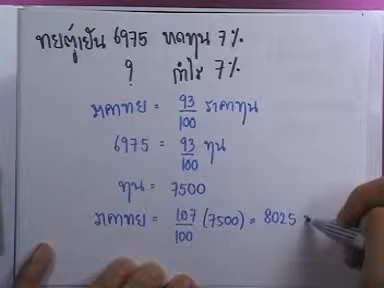 ขายตู้เย็น 6975 ขาดทุน 7%
? กำไร 7%
ราคาขาย = 93/100 ราคาทุน
6975 = 93/100 ทุน
ทุน = 7500
ราคาขาย = 107/100 (7500) = 8025